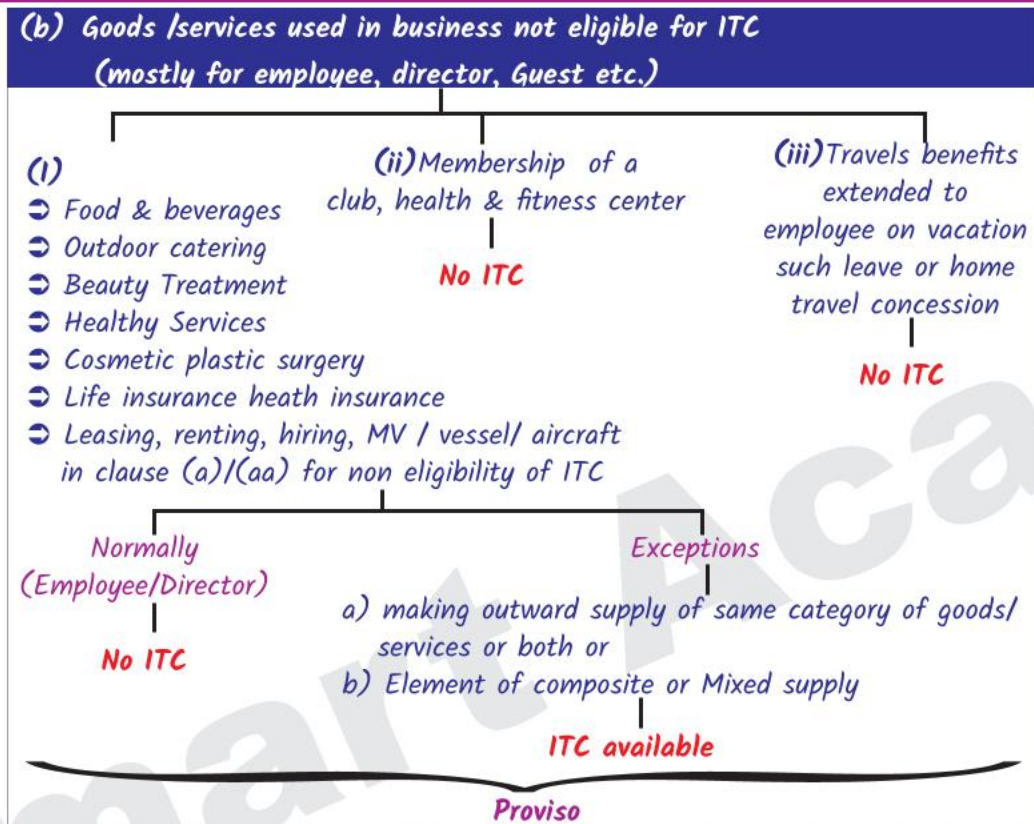 (b) Goods /services used in business not eligible for ITC
(mostly for employee, director, Guest etc.)
(I)
➲ Food & beverages
➲ Outdoor catering
➲ Beauty Treatment
➲ Healthy Services
➲ Cosmetic plastic surgery
➲ Life insurance heath insurance
➲ Leasing, renting, hiring, MV / vessel/ aircraft
in clause (a)/(aa) for non eligibility of ITC
(ii)Membership of a
club, health & fitness center
No ITC
(iii)Travels benefits
extended to
employee on vacation
such leave or home
travel concession
No ITC
Normally
(Employee/Director)
No ITC
Exceptions
a) making outward supply of same category of goods/
services or both or
b) Element of composite or Mixed supply
ITC available
Proviso
mart Aca